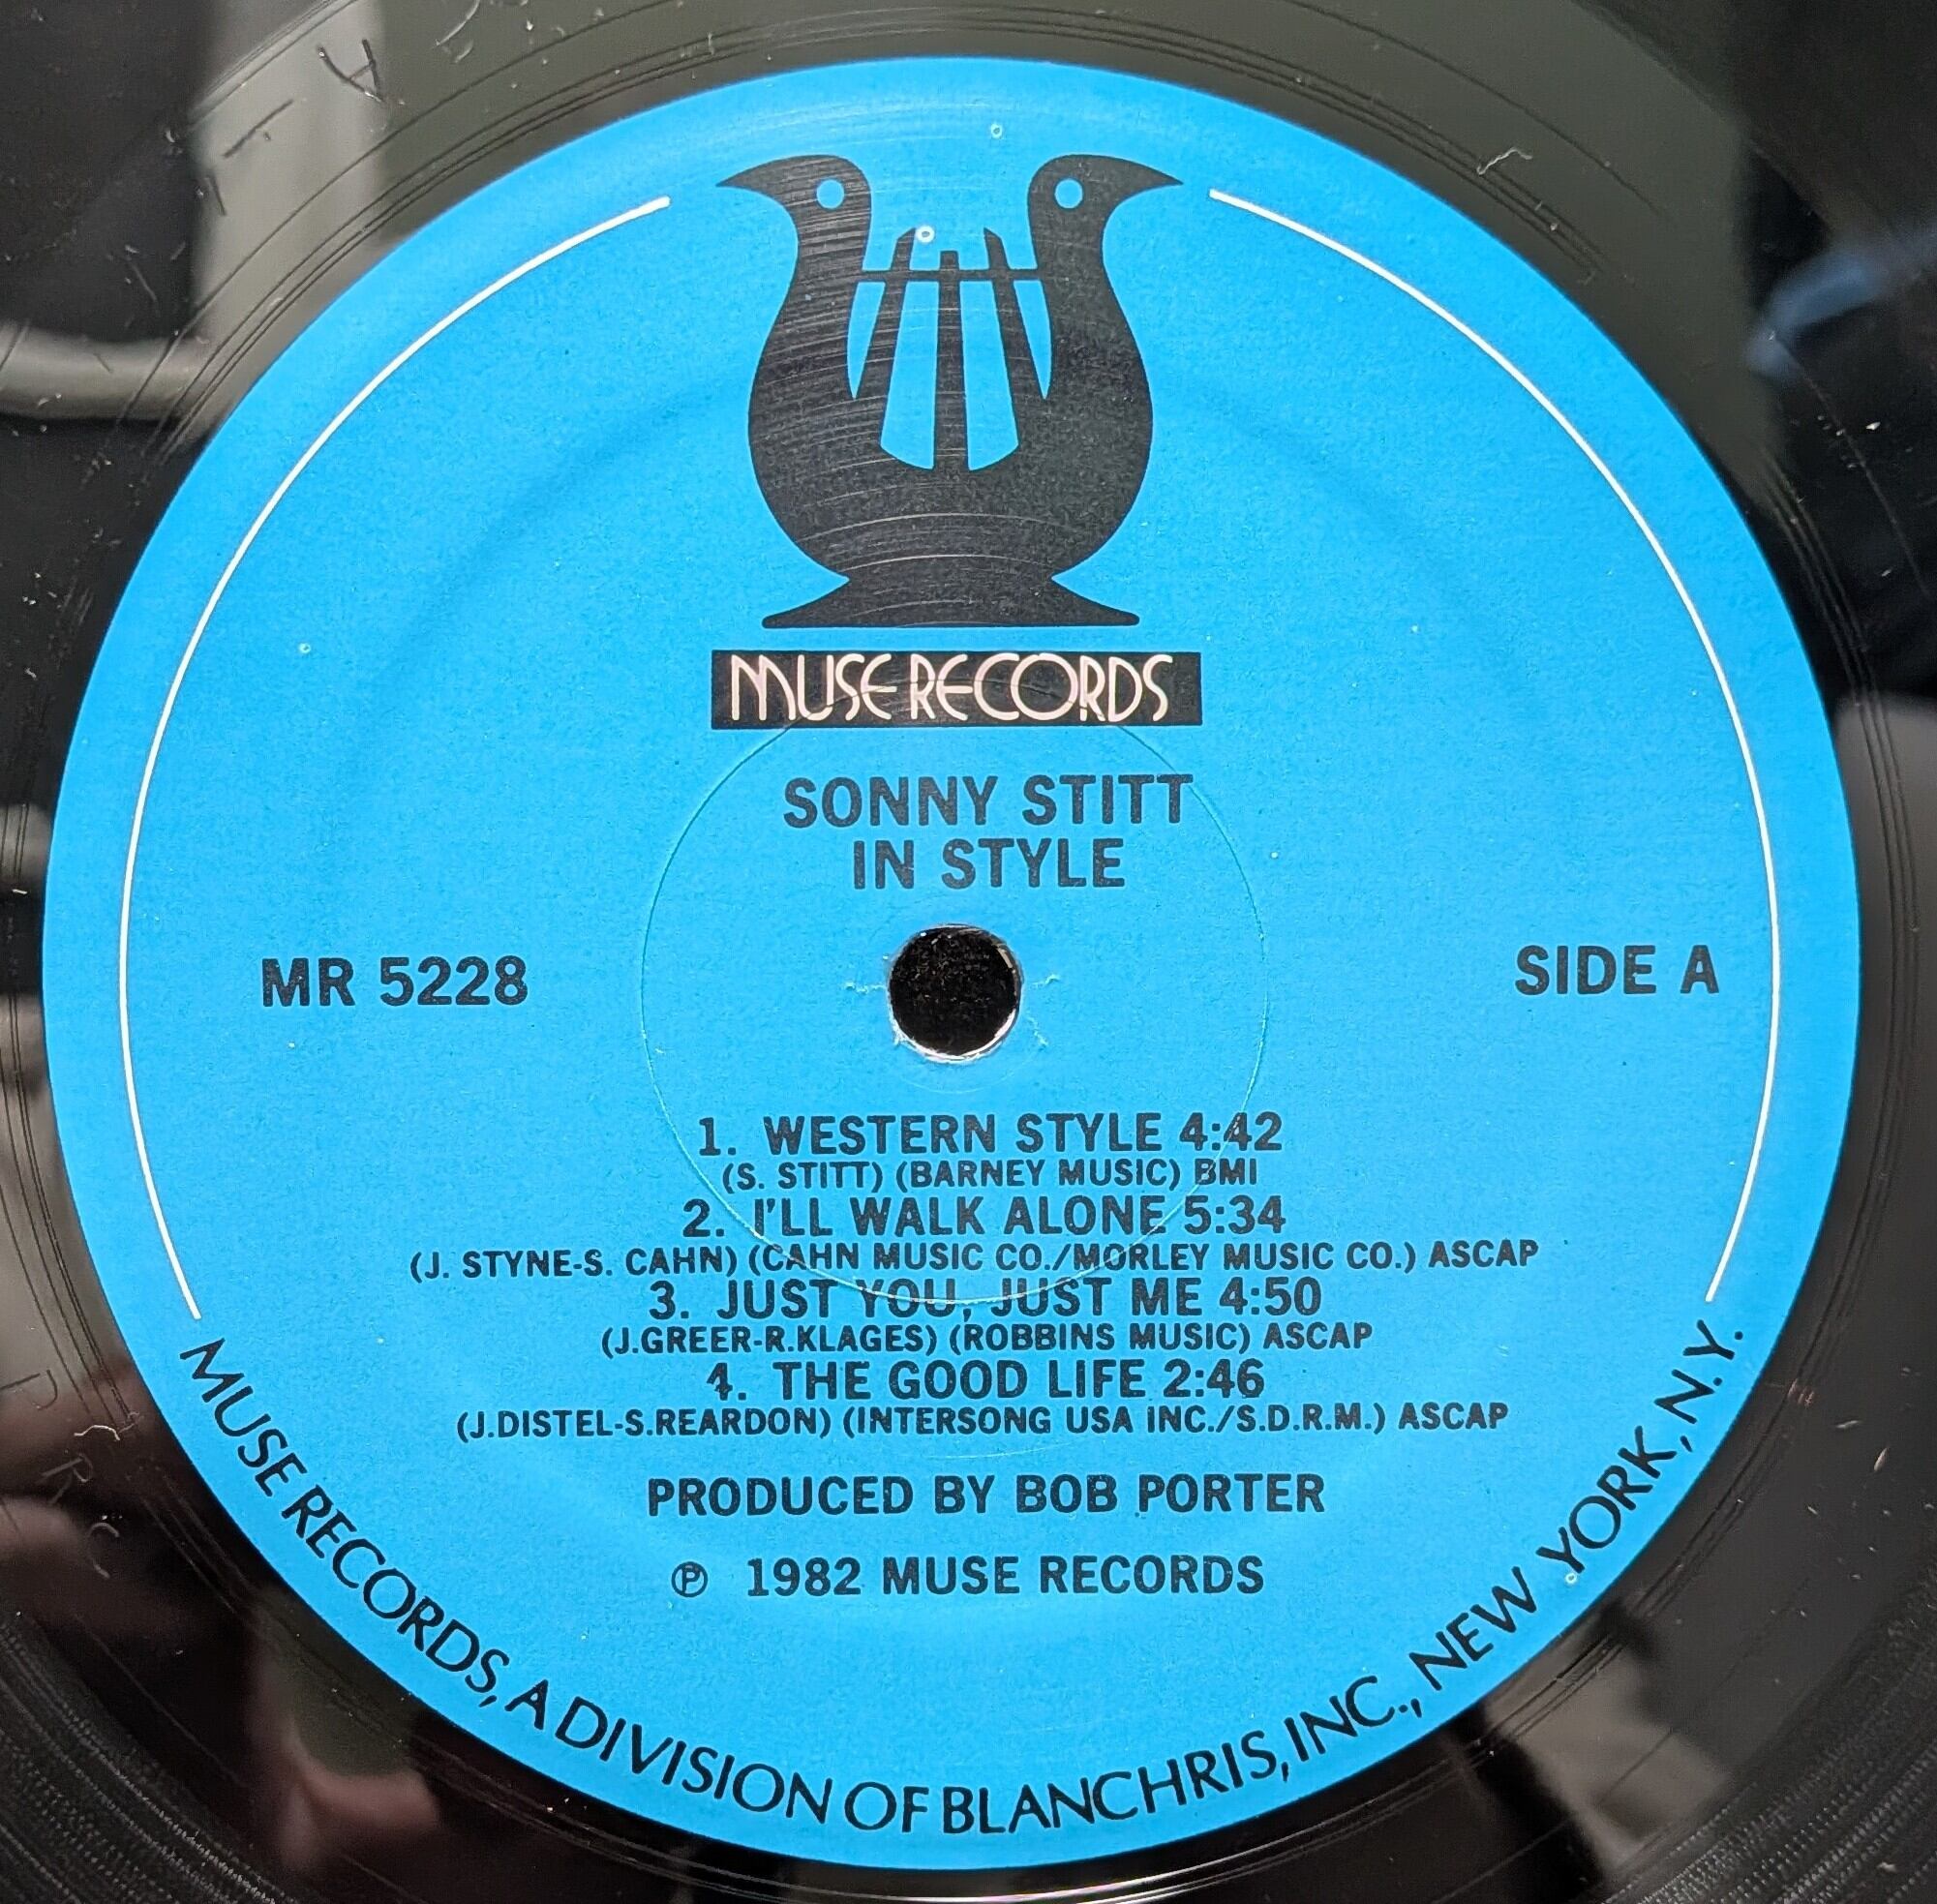 MUSE RECORDS
SONNY STITT
IN STYLE
MR 5228
SIDE A
1. WESTERN STYLE 4:42
(S. STITT) (BARNEY MUSIC) BMI
2. I'LL WALK ALONE 5:34
(J. STYNE-S. CAHN) (CAHN MUSIC CO./MORLEY MUSIC CO.) ASCAP
3. JUST YOU, JUST ME 4:50
(J.GREER-R.KLAGES) (ROBBINS MUSIC) ASCAP
4. THE GOOD LIFE 2:46
(J.DISTEL-S.REARDON) (INTERSONG USA INC./S.D.R.M.) ASCAP
PRODUCED BY BOB PORTER
℗ 1982 MUSE RECORDS
MUSE RECORDS, A DIVISION OF BLANCHRIS, INC., NEW YORK, N.Y.